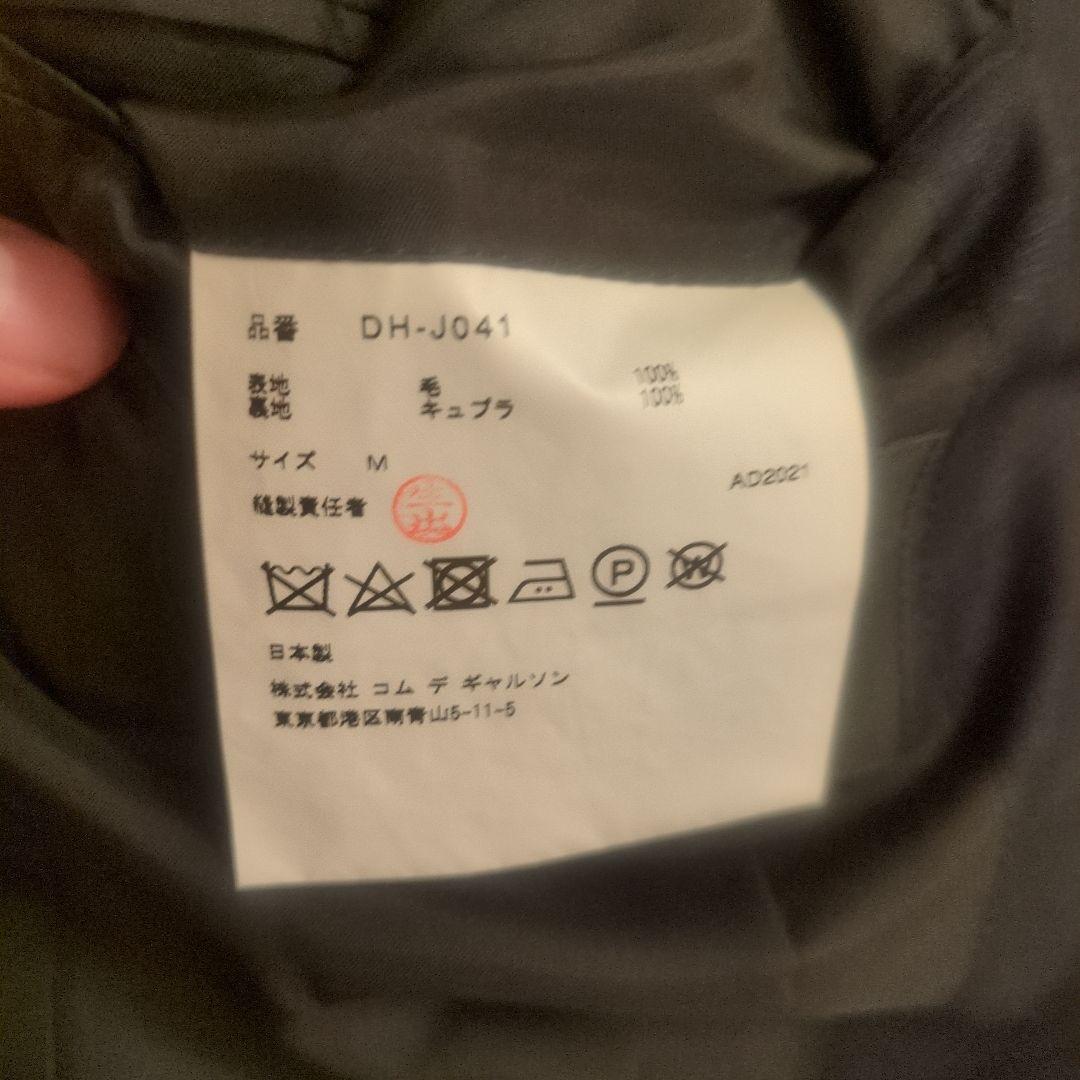 品番 DH-J041
表地 毛 100%
裏地 キュプラ 100%
サイズ M
AD2021
縫製責任者
P W
日本製
株式会社 コム デ ギャルソン
東京都港区南青山5-11-5